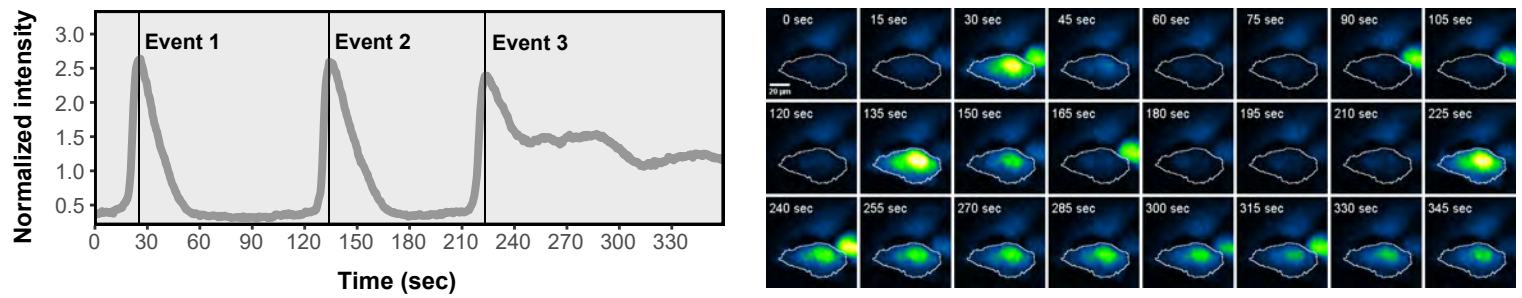 Normalized intensity
3.0
2.5
2.0
1.5
1.0
0.5
Event 1 Event 2 Event 3
0 30 60 90 120 150 180 210 240 270 300 330
Time (sec)
0 sec 15 sec 30 sec 45 sec 60 sec 75 sec 90 sec 105 sec
20 µm
120 sec 135 sec 150 sec 165 sec 180 sec 195 sec 210 sec 225 sec
240 sec 255 sec 270 sec 285 sec 300 sec 315 sec 330 sec 345 sec